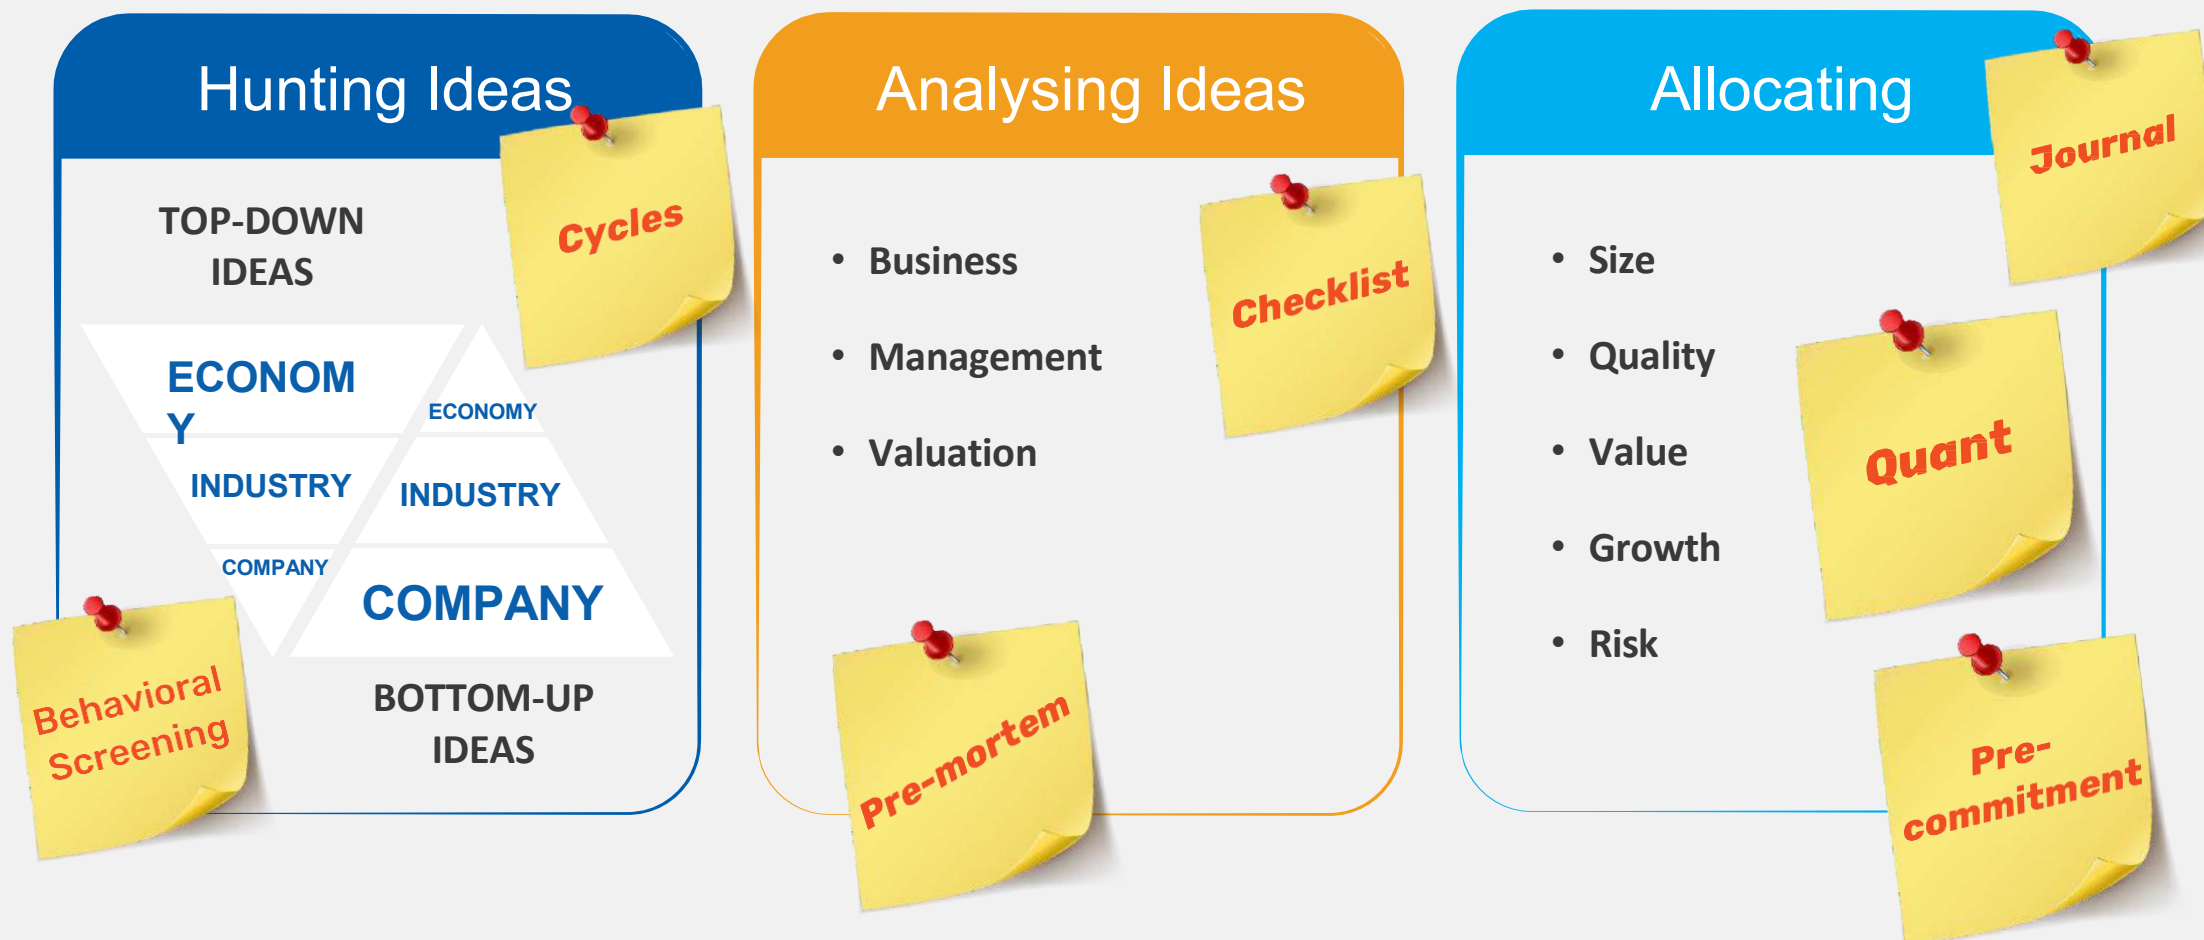 Hunting Ideas
Cycles
TOP-DOWN
IDEAS
ECONOM
Y
INDUSTRY
COMPANY
ECONOMY
INDUSTRY
COMPANY
BOTTOM-UP
IDEAS
Behavioral
Screening
Analysing Ideas
Checklist
• Business
• Management
• Valuation
Pre-mortem
Allocating
Journal
• Size
• Quality
• Value
• Growth
• Risk
Quant
Pre-
commitment